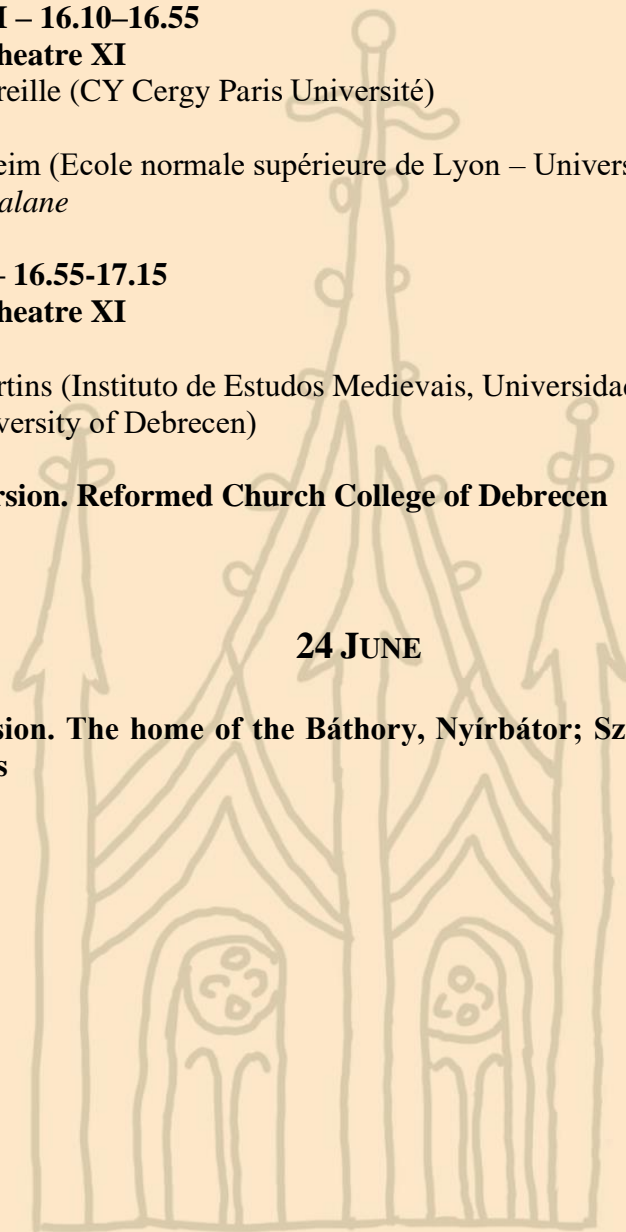 I – 16.10–16.55
heatre XI
reille (CY Cergy Paris Université)
eim (Ecole normale supérieure de Lyon – Univers
alane
– 16.55-17.15
heatre XI
rtins (Instituto de Estudos Medievais, Universidad
versity of Debrecen)
rsion. Reformed Church College of Debrecen
24 JUNE
sion. The home of the Báthory, Nyírbátor; Sz
s